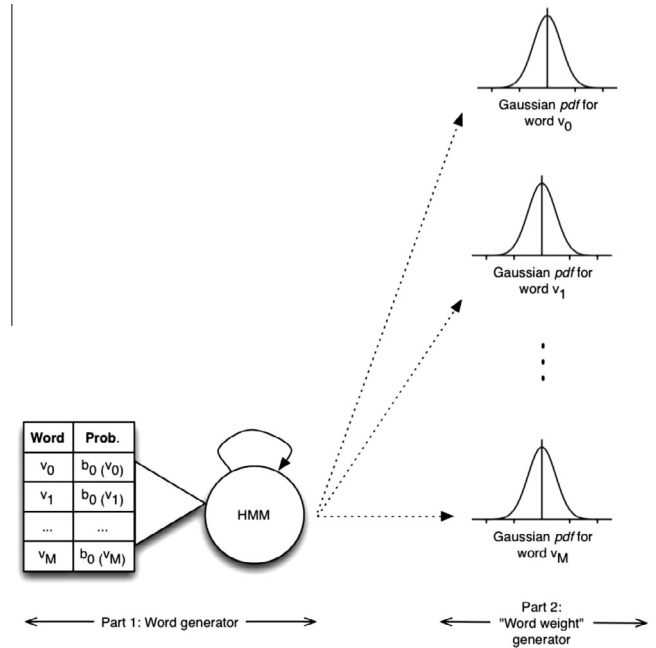 Gaussian pdf for
word v0
Gaussian pdf for
word v1
Word Prob.
v0 b0 (v0)
v1 b0 (v1)
... ...
vM b0 (vM)
HMM
Gaussian pdf for
word vM
Part 1: Word generator
Part 2:
"Word weight"
generator